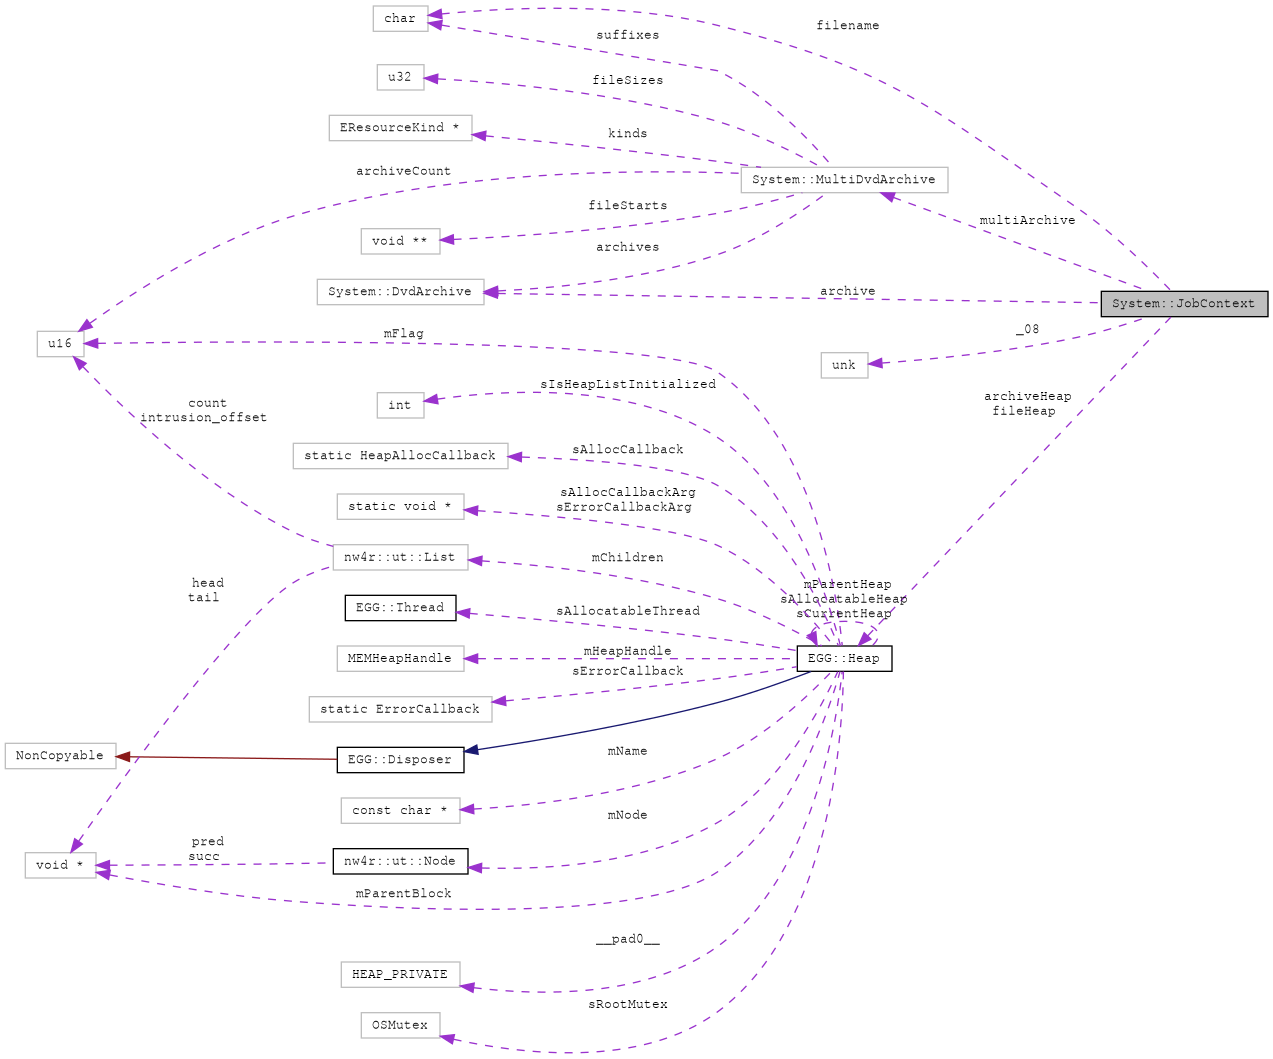 char
filename
suffixes
u32
fileSizes
EResourceKind *
kinds
archiveCount
System::MultiDvdArchive
fileStarts
multiArchive
void **
archives
System::DvdArchive
archive
System::JobContext
_08
u16
mFlag
unk
sIsHeapListInitialized
int
archiveHeap
fileHeap
count
intrusion_offset
sAllocCallback
static HeapAllocCallback
sAllocCallbackArg
sErrorCallbackArg
static void *
nw4r::ut::List
mChildren
head
tail
mParentHeap
sAllocatableHeap
sCurrentHeap
EGG::Thread
sAllocatableThread
MEMHeapHandle
mHeapHandle
EGG::Heap
sErrorCallback
static ErrorCallback
NonCopyable
EGG::Disposer
mName
const char *
mNode
void *
pred
succ
nw4r::ut::Node
mParentBlock
__pad0__
HEAP_PRIVATE
sRootMutex
OSMutex